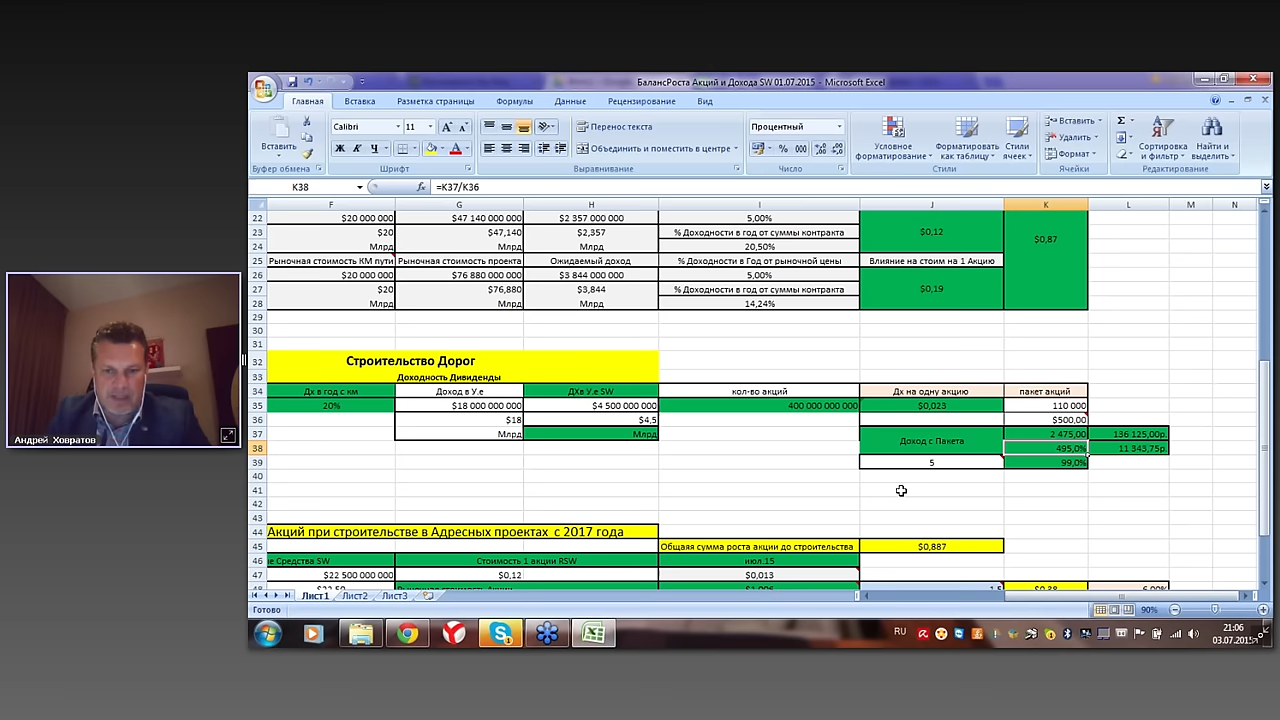 БалансРоста Акций и Дохода SW 01.07.2015 - Microsoft Excel
Главная Вставка Разметка страницы Формулы Данные Рецензирование Вид
Вставить
Calibri 11
Ж К Ч
Перенос текста
Объединить и поместить в центре
Процентный
% 000
Условное форматирование
Форматировать как таблицу
Стили ячеек
Вставить
Удалить
Формат
Сортировка и фильтр
Найти и выделить
Буфер обмена Шрифт Выравнивание Число Стили Ячейки Редактирование
K38 fx =K37/K36
F G H I J K L M N
22 $20 000 000 $47 140 000 000 $2 357 000 000 5,00%
23 $20 $47,140 $2,357 % Доходности в год от суммы контракта $0,12 $0,87
24 Млрд Млрд Млрд 20,50%
25 Рыночная стоимость КМ пути Рыночная стоимость проекта Ожидаемый доход % Доходности в Год от рыночной цены Влияние на стоим на 1 Акцию
26 $20 000 000 $76 880 000 000 $3 844 000 000 5,00%
27 $20 $76,880 $3,844 % Доходности в год от суммы контракта $0,19
28 Млрд Млрд Млрд 14,24%
29
30
31
32 Строительство Дорог
33 Доходность Дивиденды
34 Дх в год с км Доход в У.е ДХв У.е SW кол-во акций Дх на одну акцию пакет акций
35 20% $18 000 000 000 $4 500 000 000 400 000 000 000 $0,023 110 000
36 $18 $4,5 $500,00
37 Млрд Млрд Доход с Пакета 2 475,00 136 125,00р.
38 495,0% 11 343,75р.
39 5 99,0%
40
41
42
43
44 Акций при строительстве в Адресных проектах с 2017 года
45 Общаяя сумма роста акции до строительства $0,887
46 е Средства SW Стоимость 1 акции RSW июл.15
47 $22 500 000 000 $0,12 $0,013
Лист1 Лист2 Лист3
Готово 90%
Андрей Ховратов
RU 21:06
03.07.2015